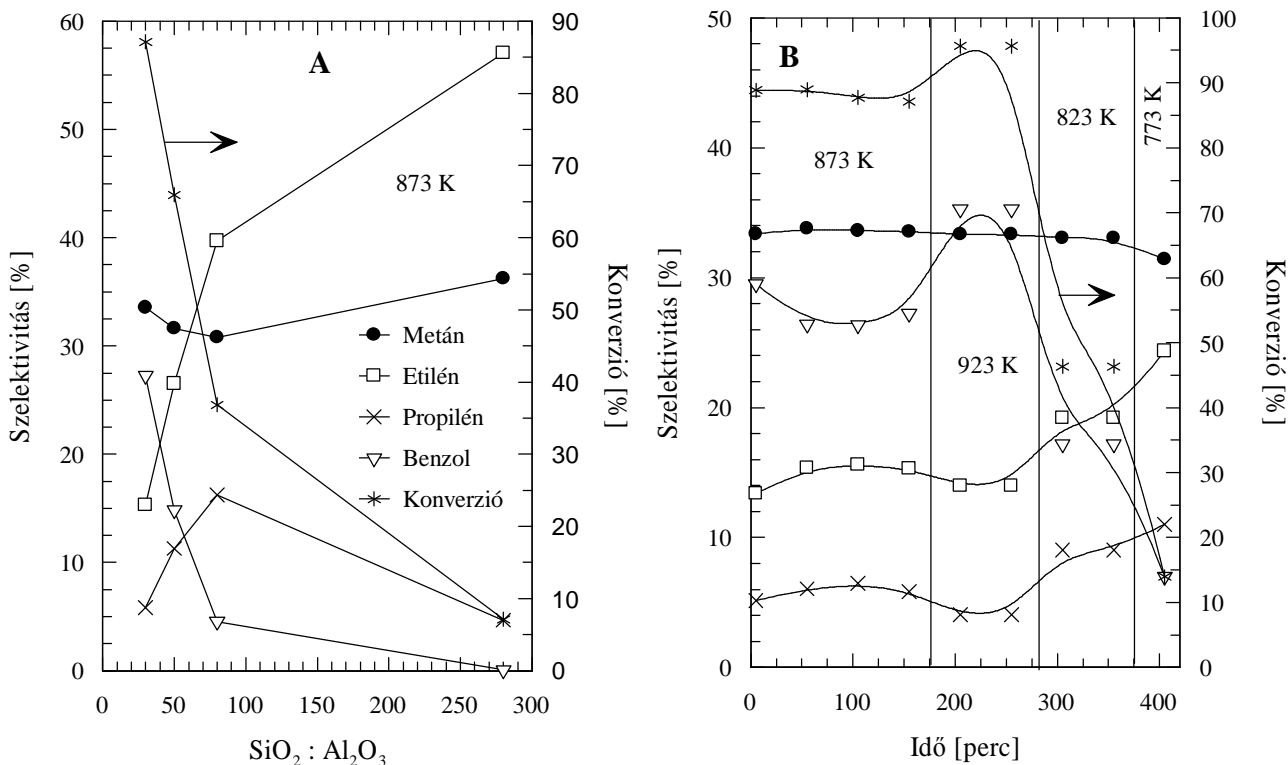 A
873 K
Metán
Etilén
Propilén
Benzol
Konverzió
Szelektivitás [%]
0
10
20
30
40
50
60
Konverzió [%]
0
10
20
30
40
50
60
70
80
90
0
50
100
150
200
250
300
SiO₂ : Al₂O₃
B
873 K
923 K
823 K
773 K
Szelektivitás [%]
0
10
20
30
40
50
Konverzió [%]
0
10
20
30
40
50
60
70
80
90
100
0
100
200
300
400
Idő [perc]